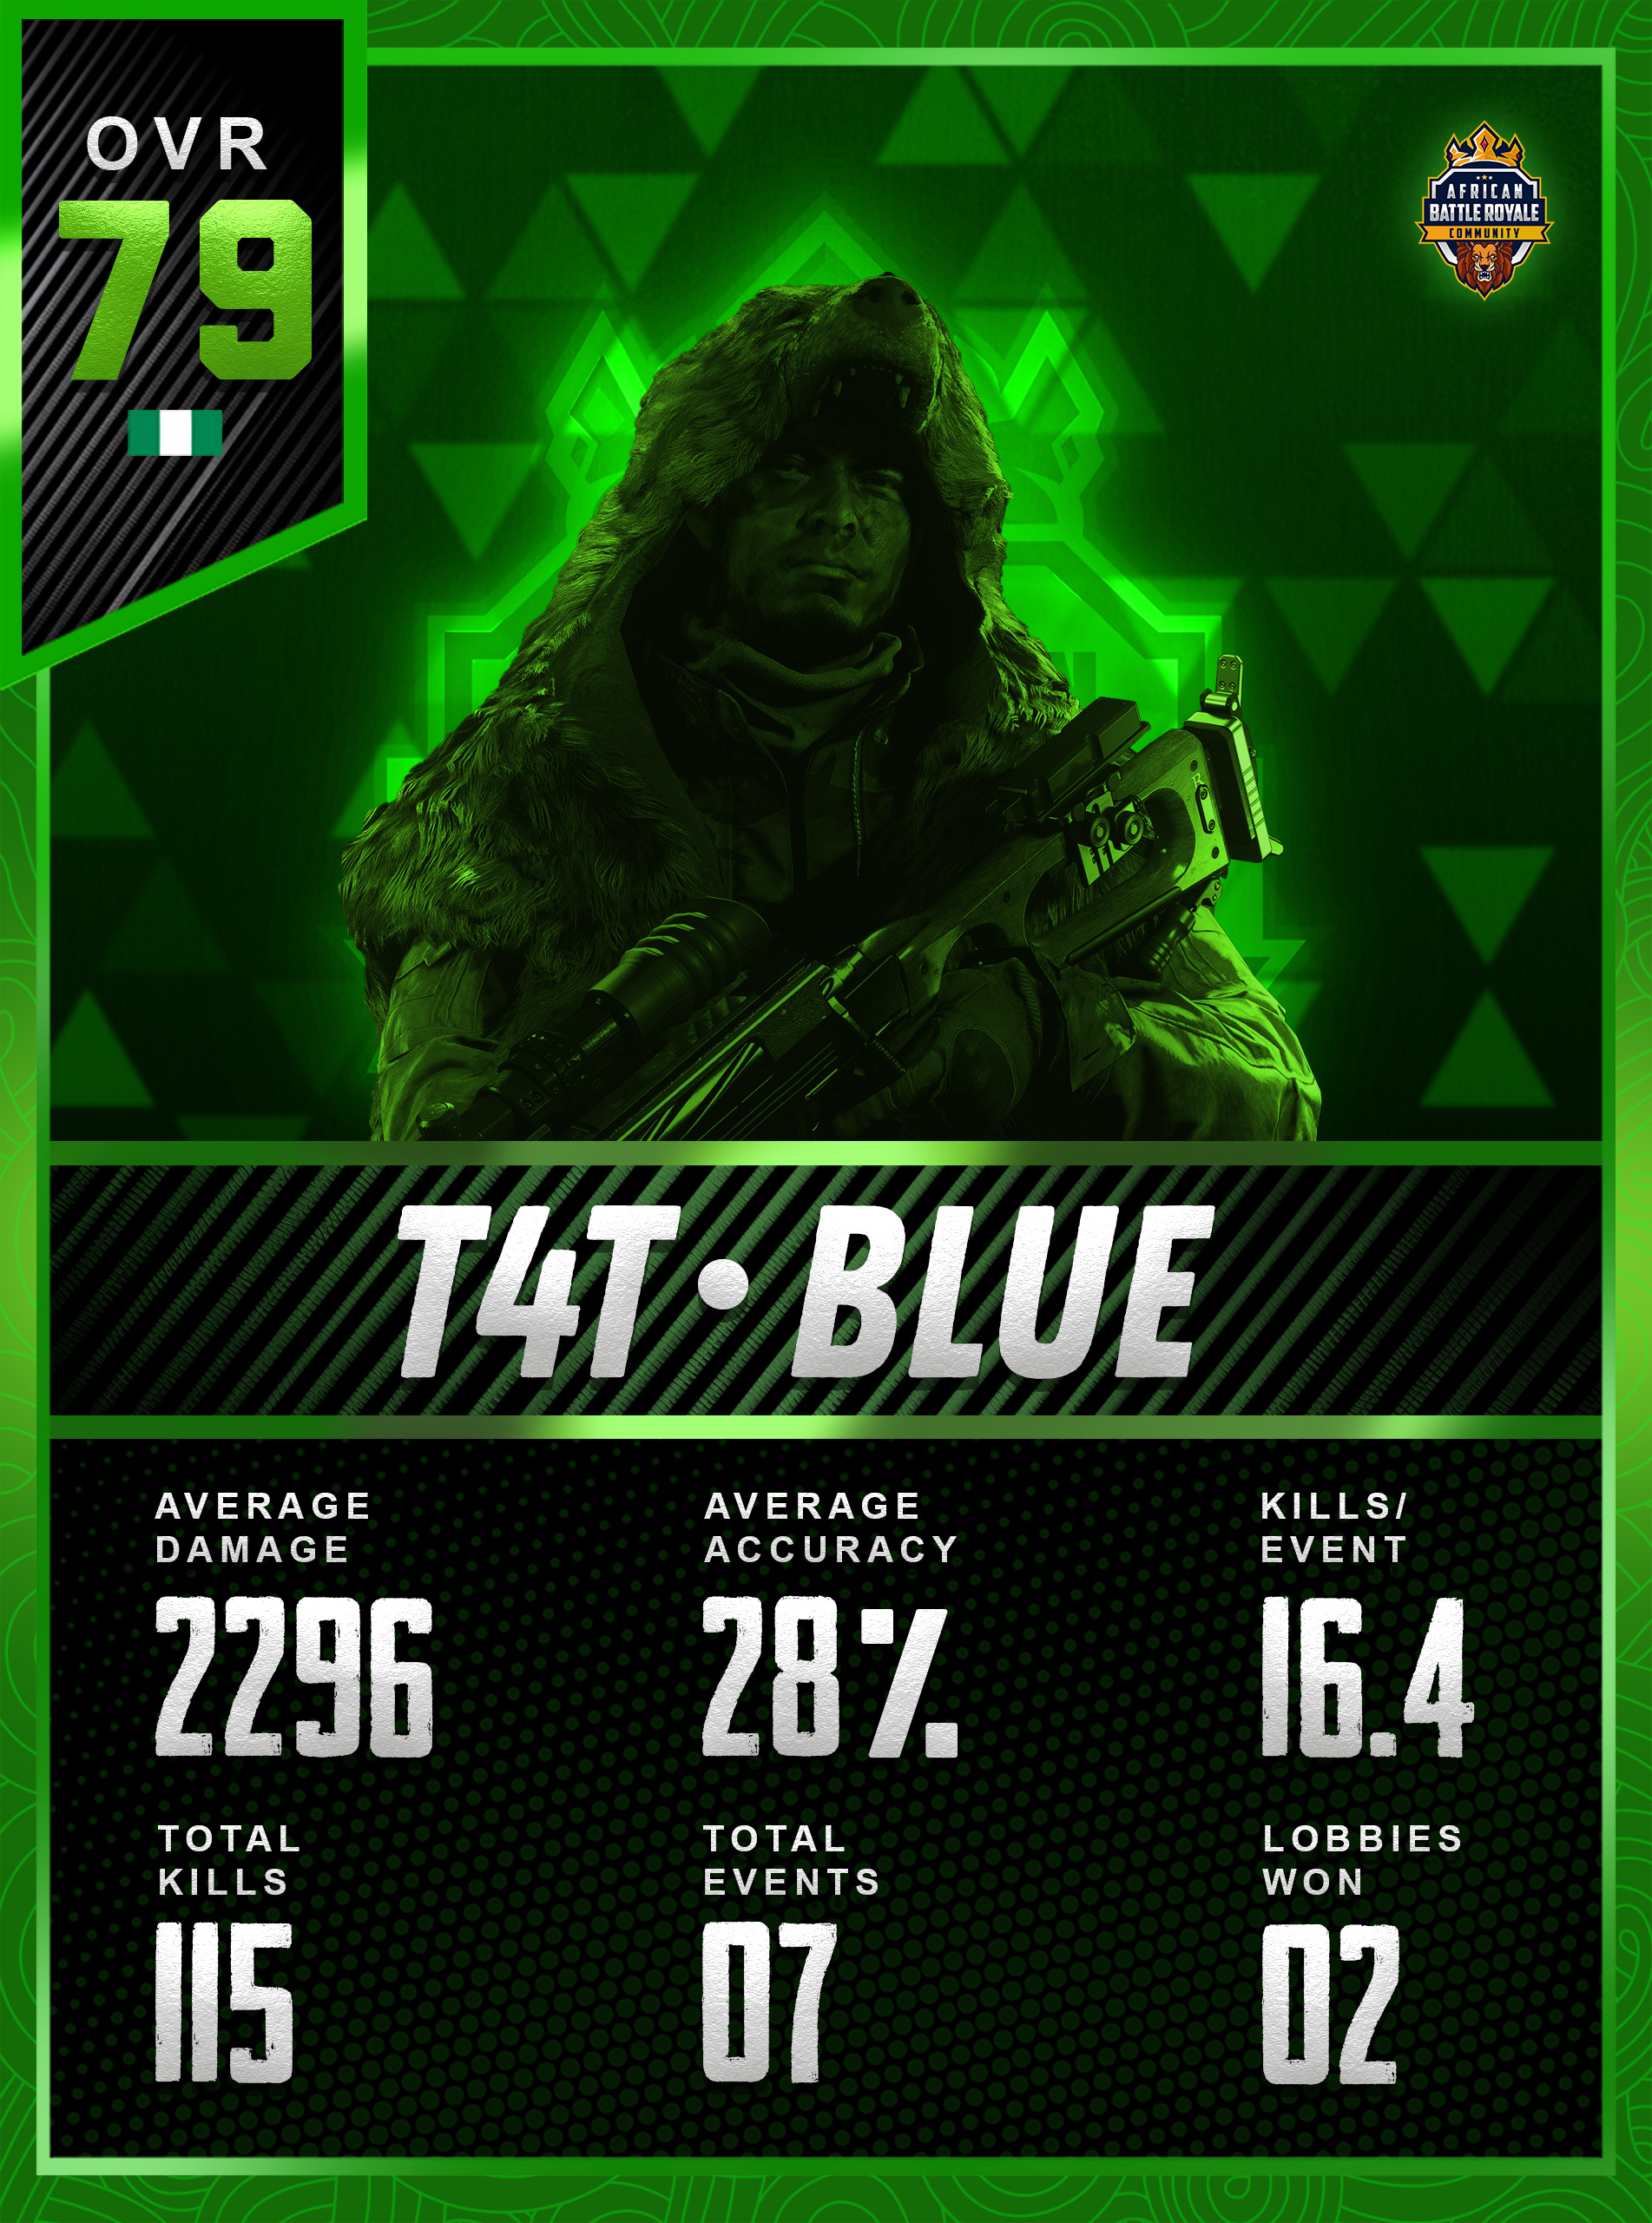 OVR
79
AFRICAN
BATTLE ROYALE
COMMUNITY
T4T • BLUE
AVERAGE
DAMAGE
2296
AVERAGE
ACCURACY
28%
KILLS/
EVENT
16.4
TOTAL
KILLS
115
TOTAL
EVENTS
07
LOBBIES
WON
02